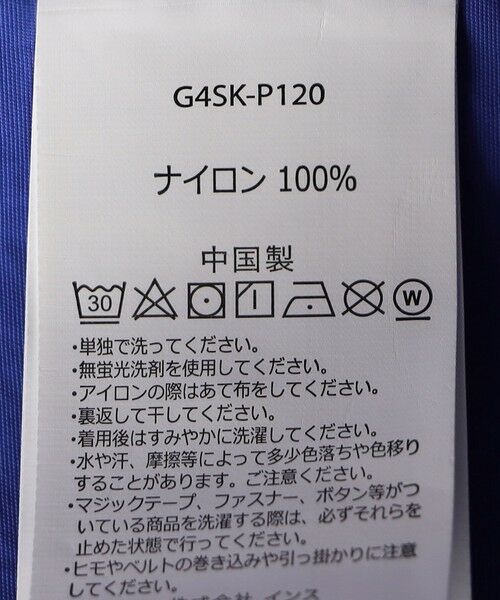 G4SK-P120
ナイロン 100%
中国製
30 W
・単独で洗ってください。
・無蛍光洗剤を使用してください。
・アイロンの際はあて布をしてください。
・裏返して干してください。
・着用後はすみやかに洗濯してください。
・水や汗、摩擦等によって多少色落ちや色移り
することがあります。ご注意ください。
・マジックテープ、ファスナー、ボタン等がつ
いている商品を洗濯する際は、必ずそれらを
止めた状態で行ってください。
・ヒモやベルトの巻き込みや引っ掛かりに注意
してください。
株式会社 インス